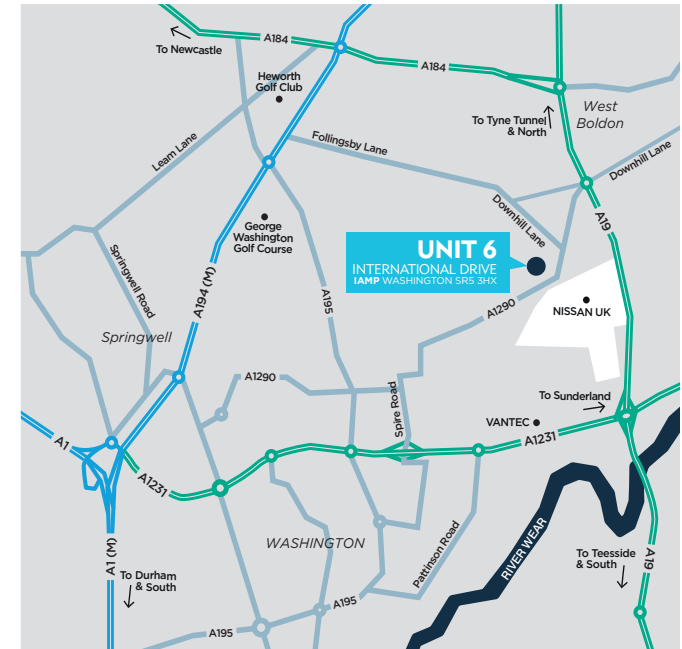 A184
To Newcastle
A184
Heworth
Golf Club
West
Boldon
To Tyne Tunnel
& North
Leam Lane
Follingsby Lane
Downhill Lane
Downhill Lane
A19
George
Washington
Golf Course
UNIT 6
INTERNATIONAL DRIVE
IAMP WASHINGTON SR5 3HX
Springwell Road
A194 (M)
A195
A1290
NISSAN UK
Springwell
A1290
Spire Road
To Sunderland
VANTEC
A1231
A1
A1231
WASHINGTON
Pattinson Road
RIVER WEAR
A1 (M)
To Durham
& South
To Teesside
& South
A19
A195
A195